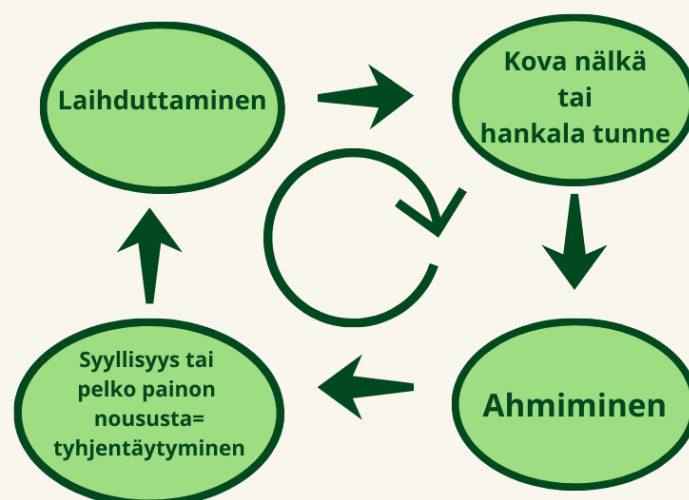 Laihduttaminen
Kova nälkä
tai
hankala tunne
Ahmiminen
Syyllisyys tai
pelko painon
noususta=
tyhjentäytyminen